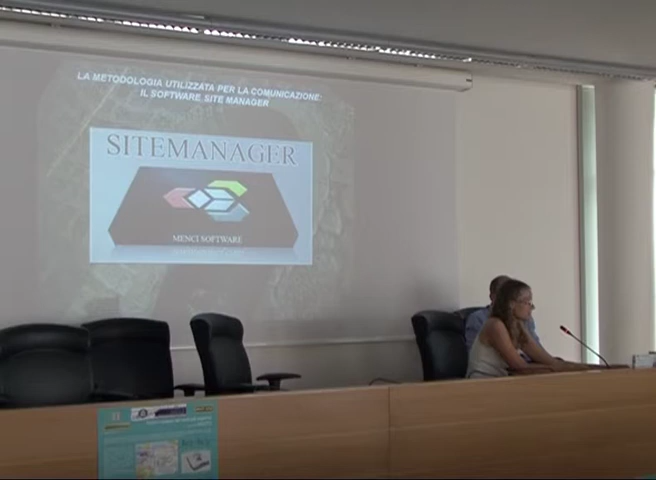 LA METODOLOGIA UTILIZZATA PER LA COMUNICAZIONE:
IL SOFTWARE SITE MANAGER
SITEMANAGER
MENCI SOFTWARE